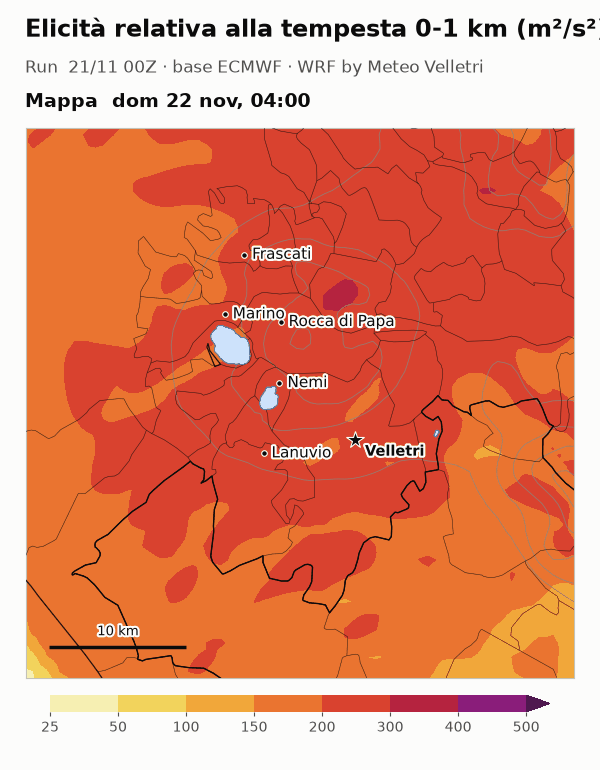 Elicità relativa alla tempesta 0-1 km (m²/s²)
Run 21/11 00Z · base ECMWF · WRF by Meteo Velletri
Mappa dom 22 nov, 04:00
Frascati
Marino
Rocca di Papa
Nemi
Velletri
Lanuvio
10 km
25 50 100 150 200 300 400 500